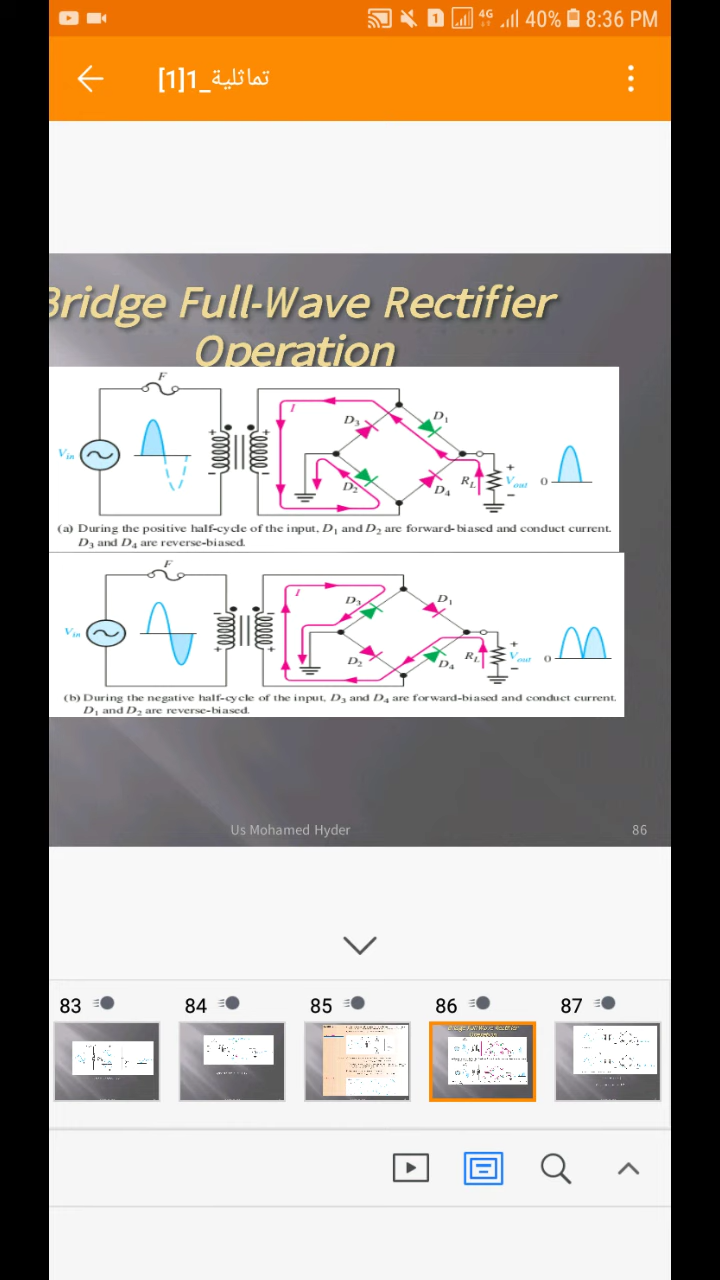 4G 40% 8:36 PM
تماثلية_1[1]
Bridge Full-Wave Rectifier
Operation
F
I
D3
D1
Vin
D2
D4
RL
+
Vout
-
0
(a) During the positive half-cycle of the input, D1 and D2 are forward-biased and conduct current.
D3 and D4 are reverse-biased.
F
I
D3
D1
Vin
D2
D4
RL
+
Vout
-
0
(b) During the negative half-cycle of the input, D3 and D4 are forward-biased and conduct current.
D1 and D2 are reverse-biased.
Us Mohamed Hyder 86
83 84 85 86 87